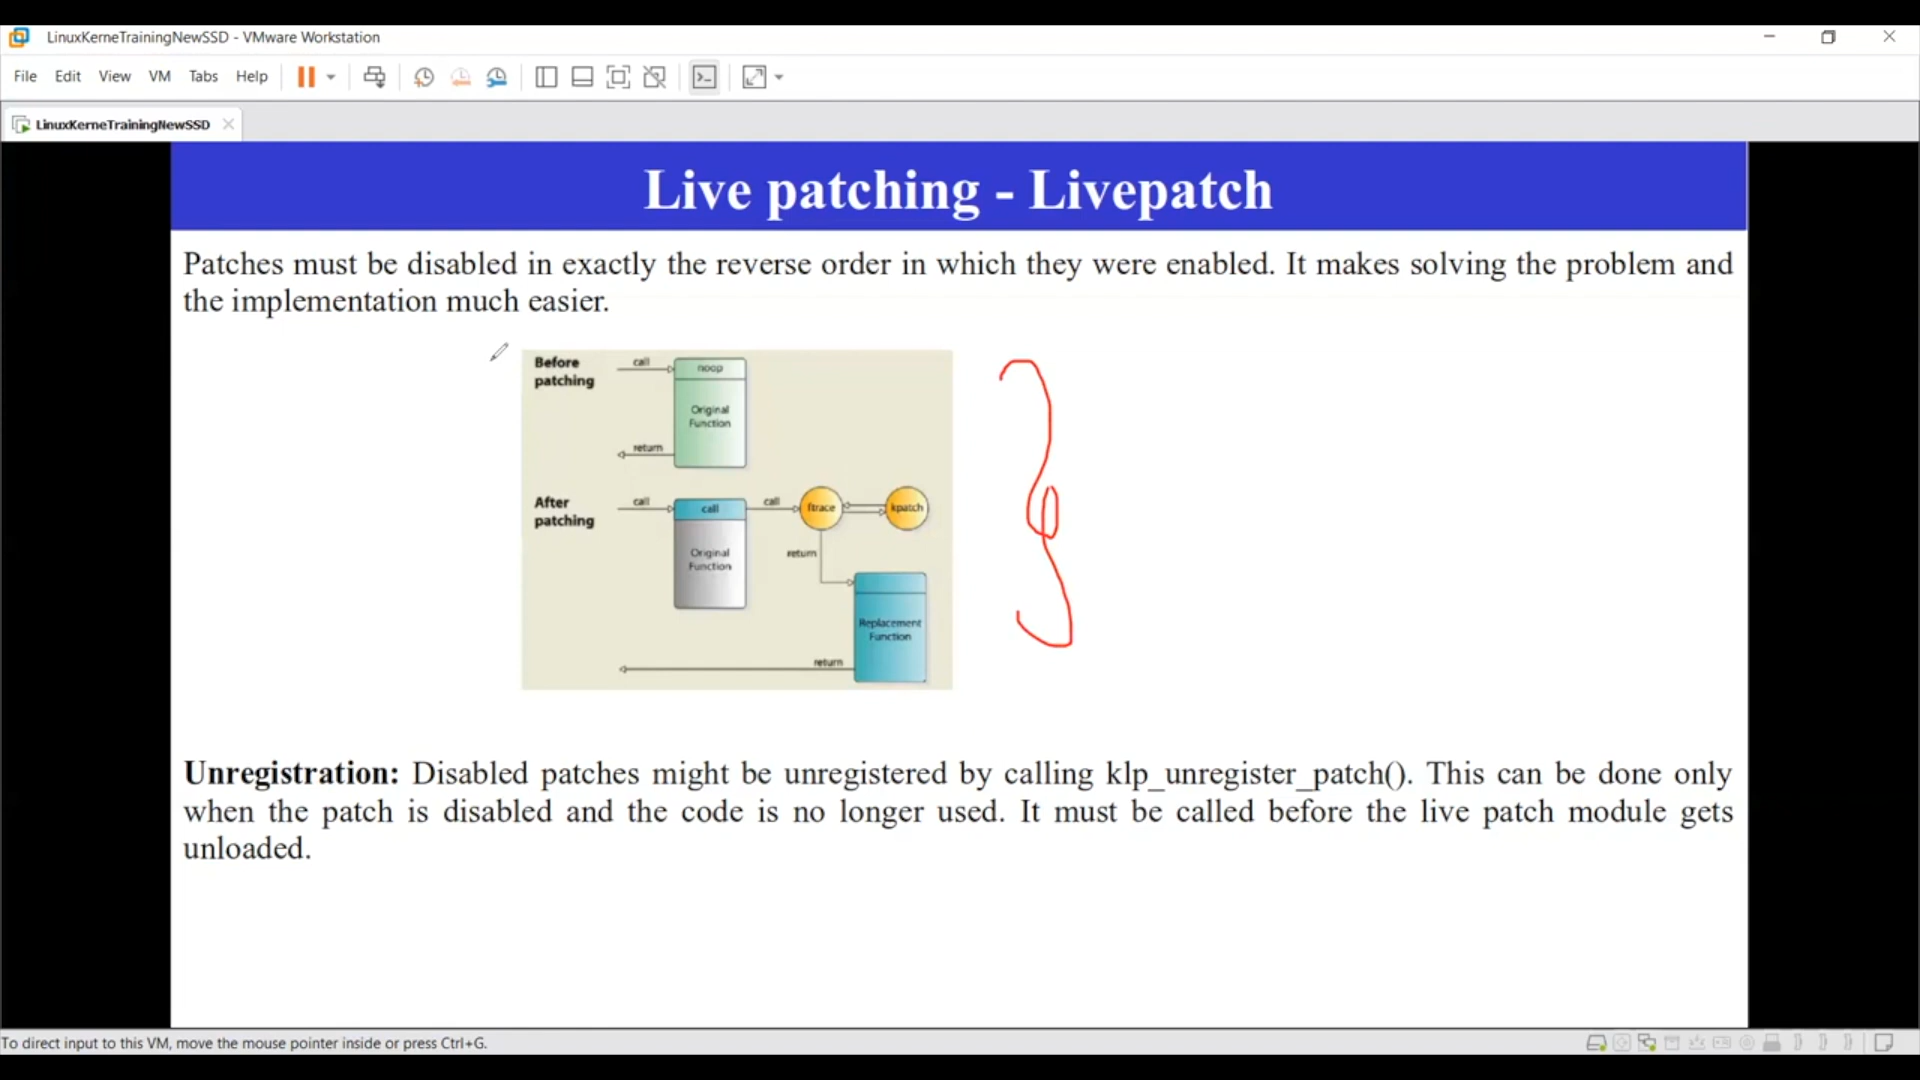 LinuxKerneTrainingNewSSD - VMware Workstation
File Edit View VM Tabs Help
LinuxKerneTrainingNewSSD
Live patching - Livepatch
Patches must be disabled in exactly the reverse order in which they were enabled. It makes solving the problem and
the implementation much easier.
Before
patching
call
noop
Original
Function
return
After
patching
call
call
call
ftrace
kpatch
Original
Function
return
Replacement
Function
return
Unregistration: Disabled patches might be unregistered by calling klp_unregister_patch(). This can be done only
when the patch is disabled and the code is no longer used. It must be called before the live patch module gets
unloaded.
To direct input to this VM, move the mouse pointer inside or press Ctrl+G.